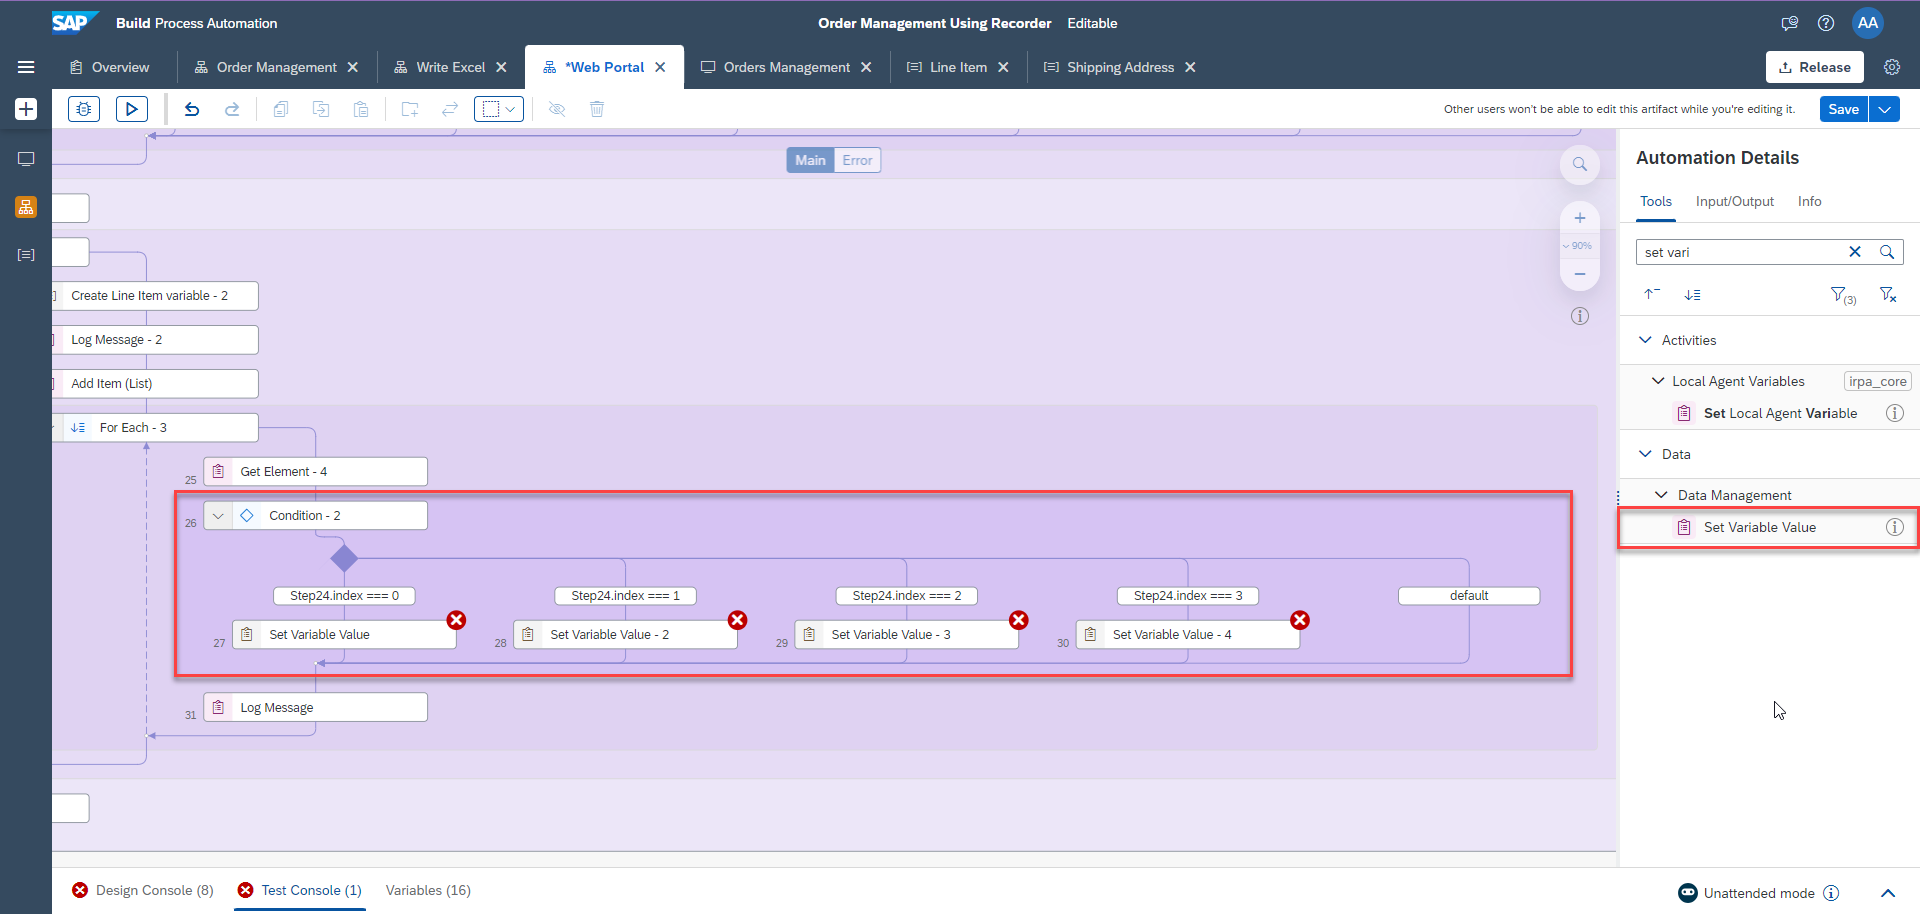 SAP Build Process Automation
Order Management Using Recorder Editable
AA
Overview
Order Management
Write Excel
*Web Portal
Orders Management
Line Item
Shipping Address
Release
Other users won't be able to edit this artifact while you're editing it.
Save
Main Error
90%
Create Line Item variable - 2
Log Message - 2
Add Item (List)
For Each - 3
25 Get Element - 4
26 Condition - 2
Step24.index === 0
Step24.index === 1
Step24.index === 2
Step24.index === 3
default
27 Set Variable Value
28 Set Variable Value - 2
29 Set Variable Value - 3
30 Set Variable Value - 4
31 Log Message
Automation Details
Tools Input/Output Info
set vari
(3)
Activities
Local Agent Variables irpa_core
Set Local Agent Variable
Data
Data Management
Set Variable Value
Design Console (8) Test Console (1) Variables (16)
Unattended mode